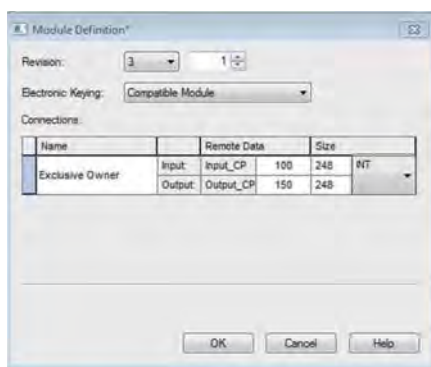 Module Definition*
Revision: 3 1
Electronic Keying: Compatible Module
Connections:
Name Remote Data Size
Exclusive Owner Input: Input_CP 100 248 INT
Output: Output_CP 150 248
OK Cancel Help